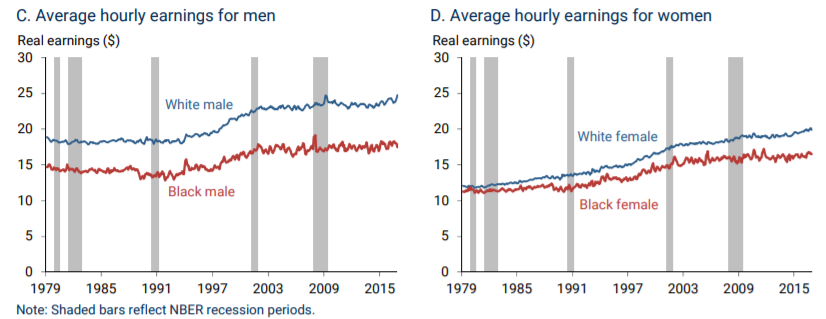 C. Average hourly earnings for men
Real earnings ($)
30
25
20
15
10
5
0
White male
Black male
1979 1985 1991 1997 2003 2009 2015
D. Average hourly earnings for women
Real earnings ($)
30
25
20
15
10
5
0
White female
Black female
1979 1985 1991 1997 2003 2009 2015
Note: Shaded bars reflect NBER recession periods.